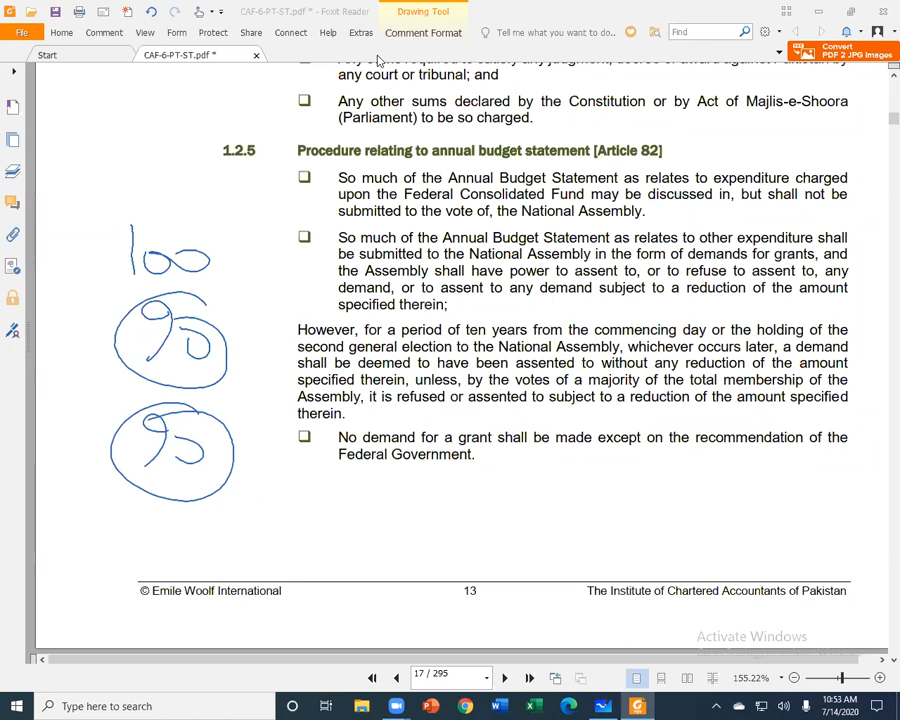 CAF-6-PT-ST.pdf * - Foxit Reader
Drawing Tool
File
Home
Comment
View
Form
Protect
Share
Connect
Help
Extras
Comment Format
Tell me what you want to do..
Find
Start
CAF-6-PT-ST.pdf *
Convert
PDF 2 JPG Images
any court or tribunal; and
Any other sums declared by the Constitution or by Act of Majlis-e-Shoora
(Parliament) to be so charged.
1.2.5 Procedure relating to annual budget statement [Article 82]
So much of the Annual Budget Statement as relates to expenditure charged
upon the Federal Consolidated Fund may be discussed in, but shall not be
submitted to the vote of, the National Assembly.
So much of the Annual Budget Statement as relates to other expenditure shall
be submitted to the National Assembly in the form of demands for grants, and
the Assembly shall have power to assent to, or to refuse to assent to, any
demand, or to assent to any demand subject to a reduction of the amount
specified therein;
However, for a period of ten years from the commencing day or the holding of the
second general election to the National Assembly, whichever occurs later, a demand
shall be deemed to have been assented to without any reduction of the amount
specified therein, unless, by the votes of a majority of the total membership of the
Assembly, it is refused or assented to subject to a reduction of the amount specified
therein.
No demand for a grant shall be made except on the recommendation of the
Federal Government.
100
90
95
© Emile Woolf International
13
The Institute of Chartered Accountants of Pakistan
Activate Windows
17 / 295
155.22%
Type here to search
10:53 AM
7/14/2020